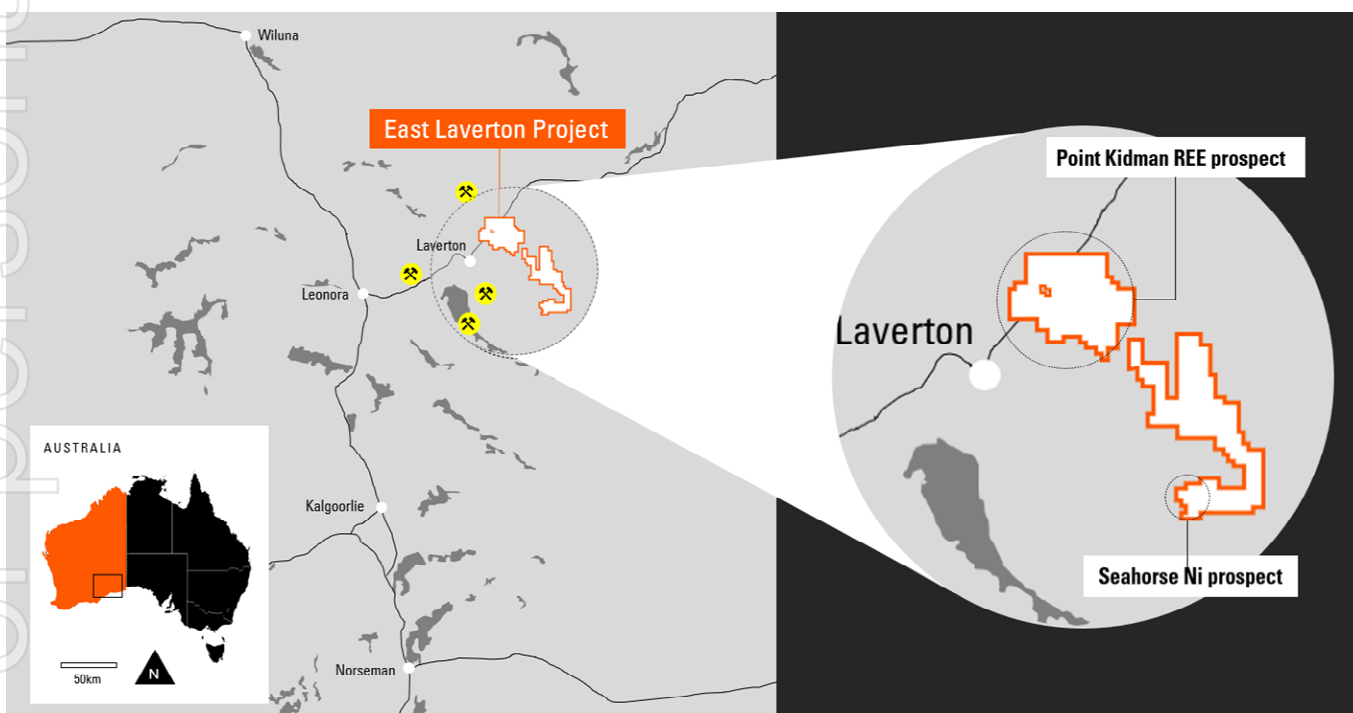 Wiluna
East Laverton Project
Point Kidman REE prospect
Laverton
Leonora
Laverton
AUSTRALIA
Kalgoorlie
Seahorse Ni prospect
Norseman
50km
N